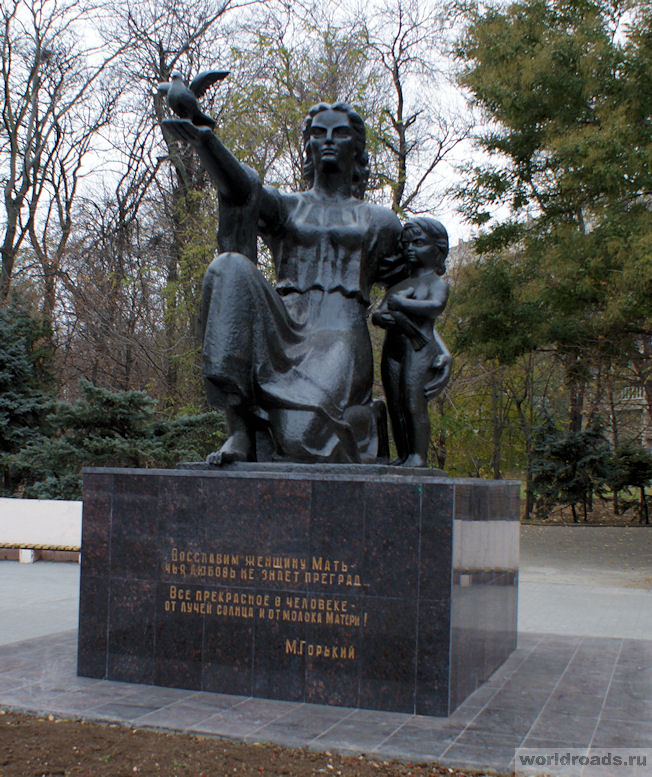 Восславим женщину Мать-
чья любовь не знает преград...
Все прекрасное в человеке-
от лучей солнца и от молока Матери!
М.Горький
worldroads.ru